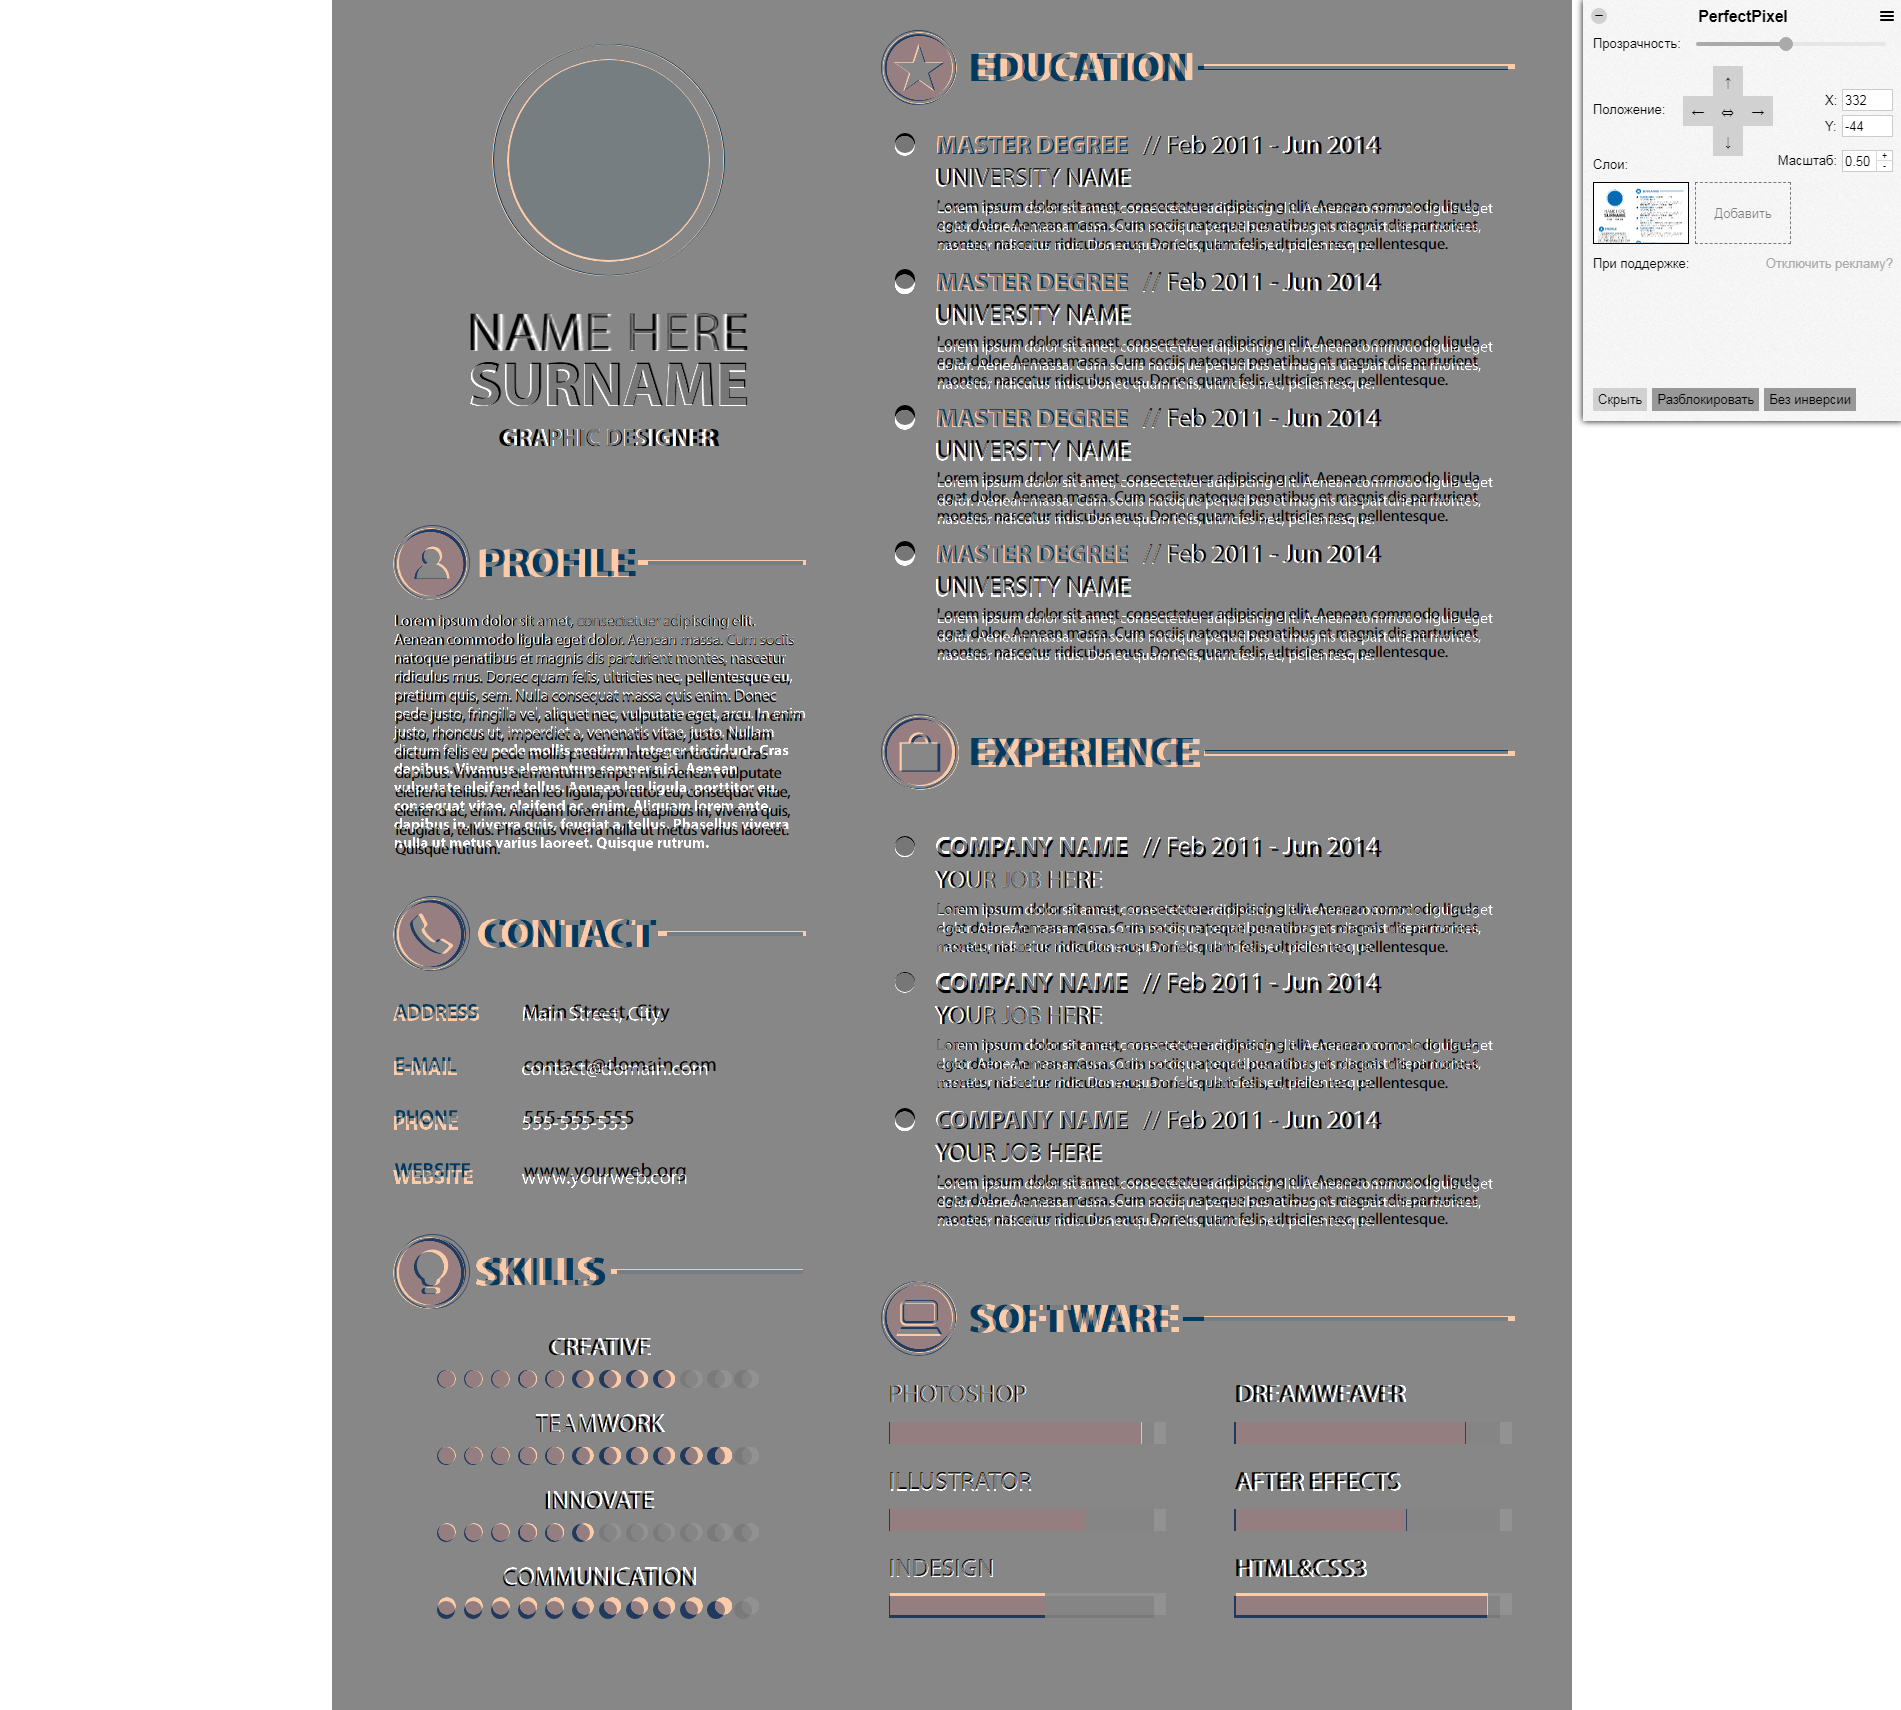 NAME HERE
SURNAME
GRAPHIC DESIGNER
PROFILE
Lorem ipsum dolor sit amet, consectetuer adipiscing elit.
Aenean commodo ligula eget dolor. Aenean massa. Cum sociis
natoque penatibus et magnis dis parturient montes, nascetur
ridiculus mus. Donec quam felis, ultricies nec, pellentesque eu,
pretium quis, sem. Nulla consequat massa quis enim. Donec
pede justo, fringilla vel, aliquet nec, vulputate eget, arcu. In enim
justo, rhoncus ut, imperdiet a, venenatis vitae, justo. Nullam
dictum felis eu pede mollis pretium. Integer tincidunt. Cras
dapibus. Vivamus elementum semper nisi. Aenean
vulputate eleifend tellus. Aenean leo ligula, porttitor eu,
consequat vitae, eleifend ac, enim. Aliquam lorem ante,
dapibus in, viverra quis, feugiat a, tellus. Phasellus viverra
nulla ut metus varius laoreet. Quisque rutrum.
CONTACT
ADDRESS Main Street, City
E-MAIL contact@domain.com
PHONE 555-555-555
WEBSITE www.yourweb.com
SKILLS
CREATIVE
TEAMWORK
INNOVATE
COMMUNICATION
EDUCATION
MASTER DEGREE // Feb 2011 - Jun 2014
UNIVERSITY NAME
Lorem ipsum dolor sit amet, consectetuer adipiscing elit. Aenean commodo ligula eget
dolor. Aenean massa. Cum sociis natoque penatibus et magnis dis parturient montes,
nascetur ridiculus mus. Donec quam felis, ultricies nec, pellentesque.
MASTER DEGREE // Feb 2011 - Jun 2014
UNIVERSITY NAME
Lorem ipsum dolor sit amet, consectetuer adipiscing elit. Aenean commodo ligula eget
dolor. Aenean massa. Cum sociis natoque penatibus et magnis dis parturient montes,
nascetur ridiculus mus. Donec quam felis, ultricies nec, pellentesque.
MASTER DEGREE // Feb 2011 - Jun 2014
UNIVERSITY NAME
Lorem ipsum dolor sit amet, consectetuer adipiscing elit. Aenean commodo ligula eget
dolor. Aenean massa. Cum sociis natoque penatibus et magnis dis parturient montes,
nascetur ridiculus mus. Donec quam felis, ultricies nec, pellentesque.
MASTER DEGREE // Feb 2011 - Jun 2014
UNIVERSITY NAME
Lorem ipsum dolor sit amet, consectetuer adipiscing elit. Aenean commodo ligula eget
dolor. Aenean massa. Cum sociis natoque penatibus et magnis dis parturient montes,
nascetur ridiculus mus. Donec quam felis, ultricies nec, pellentesque.
EXPERIENCE
COMPANY NAME // Feb 2011 - Jun 2014
YOUR JOB HERE
Lorem ipsum dolor sit amet, consectetuer adipiscing elit. Aenean commodo ligula eget
dolor. Aenean massa. Cum sociis natoque penatibus et magnis dis parturient montes,
nascetur ridiculus mus. Donec quam felis, ultricies nec, pellentesque.
COMPANY NAME // Feb 2011 - Jun 2014
YOUR JOB HERE
Lorem ipsum dolor sit amet, consectetuer adipiscing elit. Aenean commodo ligula eget
dolor. Aenean massa. Cum sociis natoque penatibus et magnis dis parturient montes,
nascetur ridiculus mus. Donec quam felis, ultricies nec, pellentesque.
COMPANY NAME // Feb 2011 - Jun 2014
YOUR JOB HERE
Lorem ipsum dolor sit amet, consectetuer adipiscing elit. Aenean commodo ligula eget
dolor. Aenean massa. Cum sociis natoque penatibus et magnis dis parturient montes,
nascetur ridiculus mus. Donec quam felis, ultricies nec, pellentesque.
SOFTWARE
PHOTOSHOP DREAMWEAVER
ILLUSTRATOR AFTER EFFECTS
INDESIGN HTML&CSS3
PerfectPixel
Прозрачность:
Положение: X: 332
Y: -44
Масштаб: 0.50
Слои:
Добавить
При поддержке: Отключить рекламу?
Скрыть Разблокировать Без инверсии